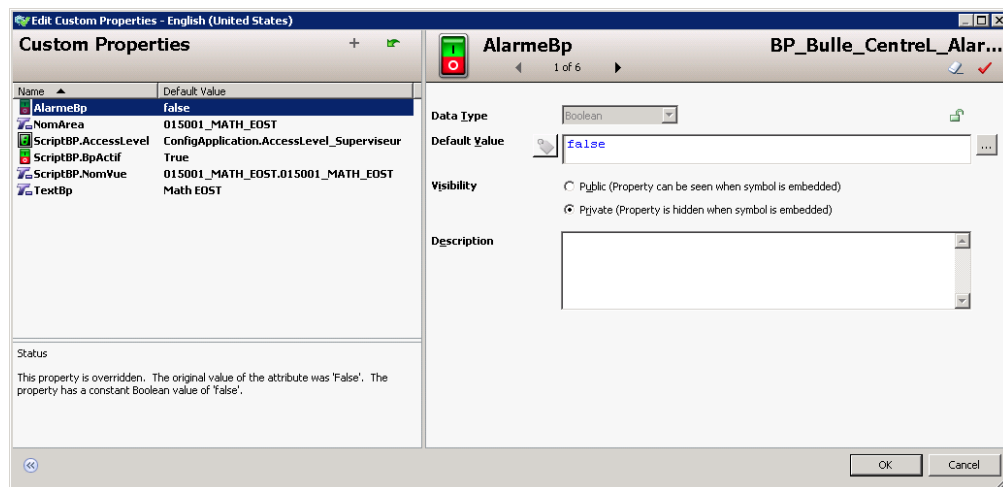 Edit Custom Properties - English (United States)
Custom Properties
AlarmeBp
BP_Bulle_CentreL_Alar...
1 of 6
Name Default Value
AlarmeBp false
NomArea 015001_MATH_EOST
ScriptBP.AccessLevel ConfigApplication.AccessLevel_Superviseur
ScriptBP.BpActif True
ScriptBP.NomVue 015001_MATH_EOST.015001_MATH_EOST
TextBp Math EOST
Status
This property is overridden. The original value of the attribute was 'False'. The
property has a constant Boolean value of 'false'.
Data Type Boolean
Default Value false ...
Visibility Public (Property can be seen when symbol is embedded)
Private (Property is hidden when symbol is embedded)
Description
OK Cancel